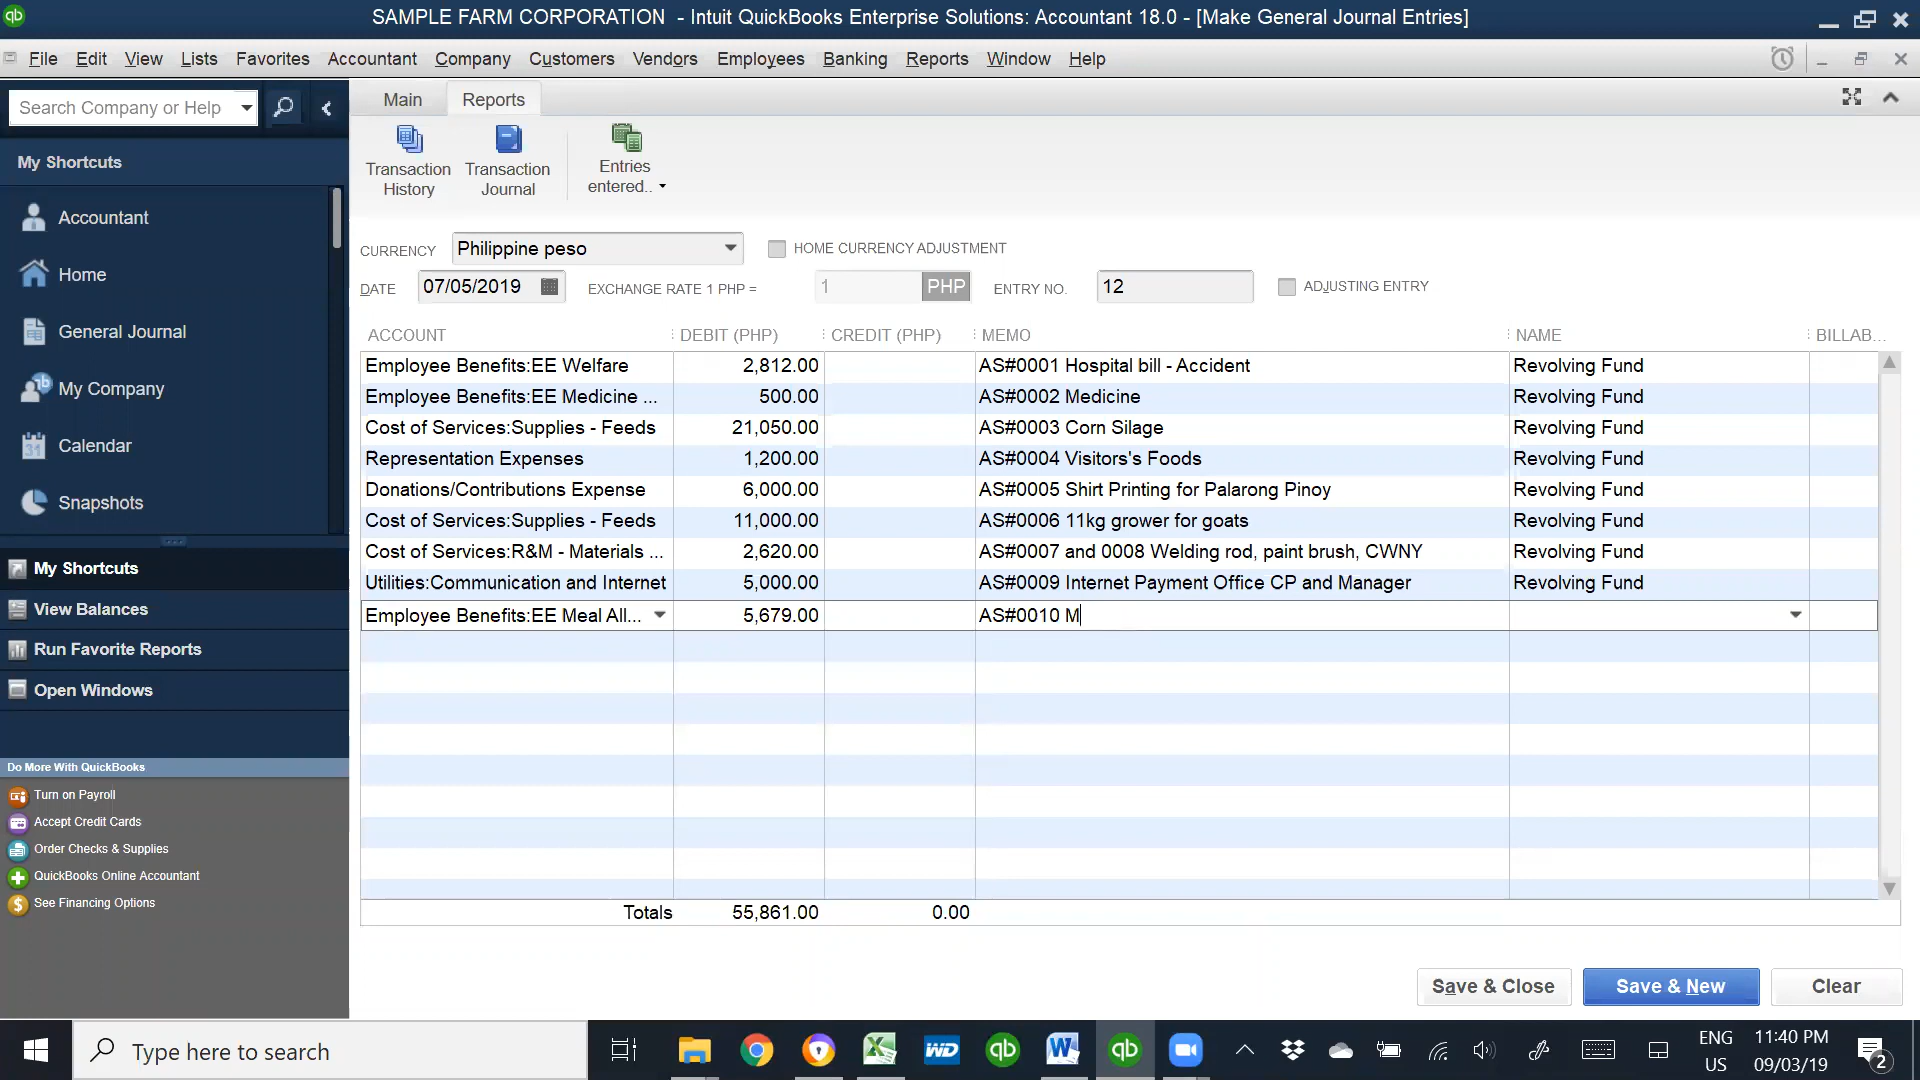 SAMPLE FARM CORPORATION - Intuit QuickBooks Enterprise Solutions: Accountant 18.0 - [Make General Journal Entries]
File Edit View Lists Favorites Accountant Company Customers Vendors Employees Banking Reports Window Help
Search Company or Help
My Shortcuts
Accountant
Home
General Journal
My Company
Calendar
Snapshots
My Shortcuts
View Balances
Run Favorite Reports
Open Windows
Do More With QuickBooks
Turn on Payroll
Accept Credit Cards
Order Checks & Supplies
QuickBooks Online Accountant
See Financing Options
Main Reports
Transaction History
Transaction Journal
Entries entered..
CURRENCY Philippine peso HOME CURRENCY ADJUSTMENT
DATE 07/05/2019 EXCHANGE RATE 1 PHP = 1 PHP ENTRY NO. 12 ADJUSTING ENTRY
ACCOUNT DEBIT (PHP) CREDIT (PHP) MEMO NAME BILLAB...
Employee Benefits:EE Welfare 2,812.00 AS#0001 Hospital bill - Accident Revolving Fund
Employee Benefits:EE Medicine ... 500.00 AS#0002 Medicine Revolving Fund
Cost of Services:Supplies - Feeds 21,050.00 AS#0003 Corn Silage Revolving Fund
Representation Expenses 1,200.00 AS#0004 Visitors's Foods Revolving Fund
Donations/Contributions Expense 6,000.00 AS#0005 Shirt Printing for Palarong Pinoy Revolving Fund
Cost of Services:Supplies - Feeds 11,000.00 AS#0006 11kg grower for goats Revolving Fund
Cost of Services:R&M - Materials ... 2,620.00 AS#0007 and 0008 Welding rod, paint brush, CWNY Revolving Fund
Utilities:Communication and Internet 5,000.00 AS#0009 Internet Payment Office CP and Manager Revolving Fund
Employee Benefits:EE Meal All... 5,679.00 AS#0010 M
Totals 55,861.00 0.00
Save & Close Save & New Clear
Type here to search
ENG US
11:40 PM
09/03/19
2